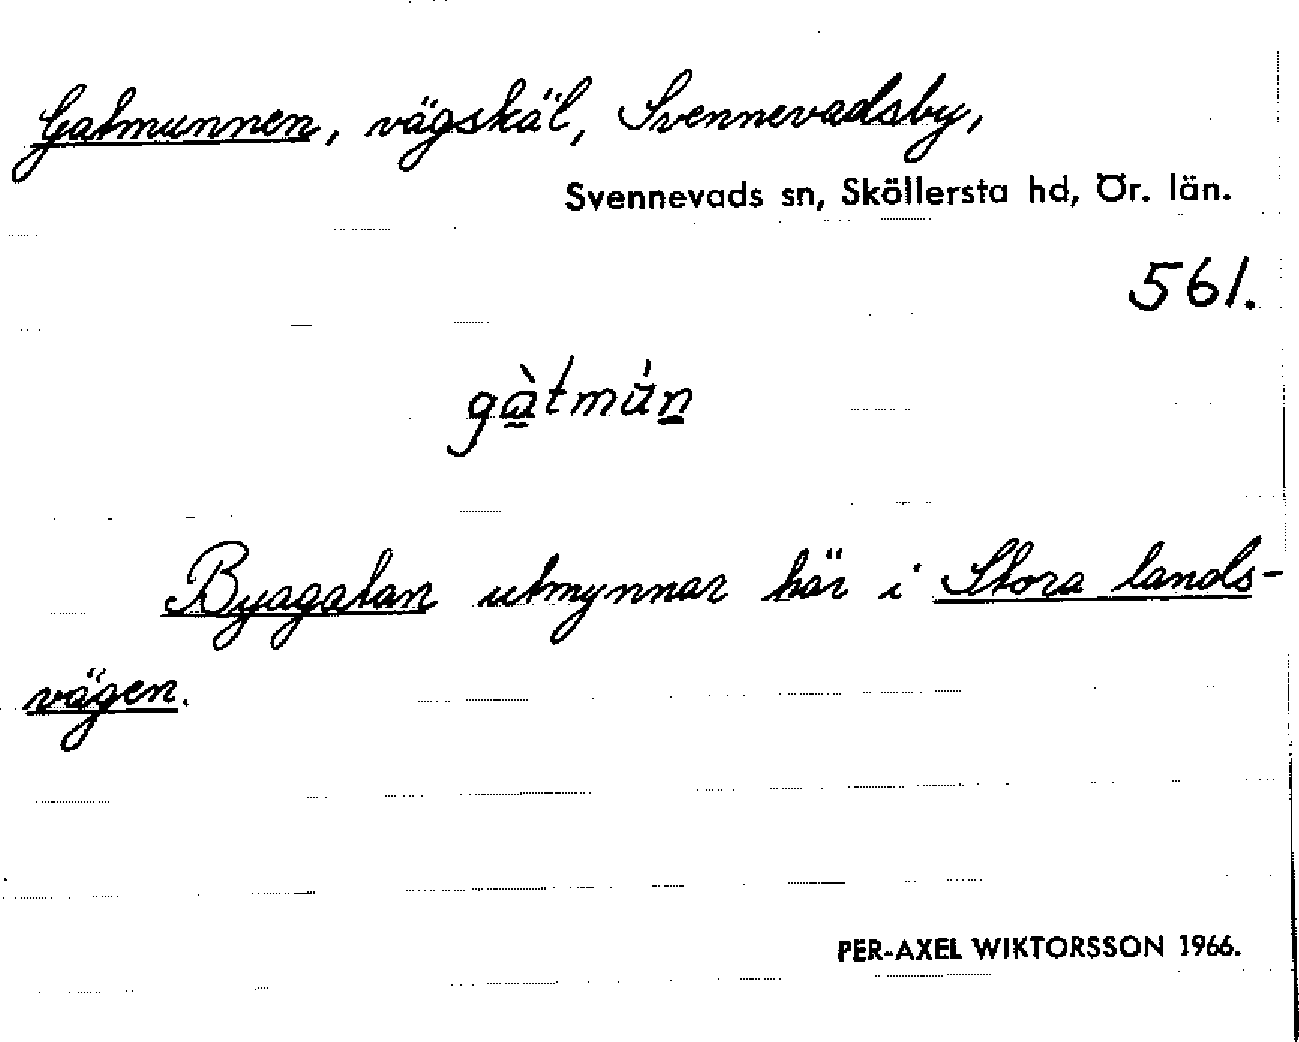 Gatmunnen, vägskäl, Svennevadsby,
Svennevads sn, Sköllersta hd, Ör. län.
561.
gàtmún
Byagatan utmynnar här i Stora lands-
vägen.
PER-AXEL WIKTORSSON 1966.